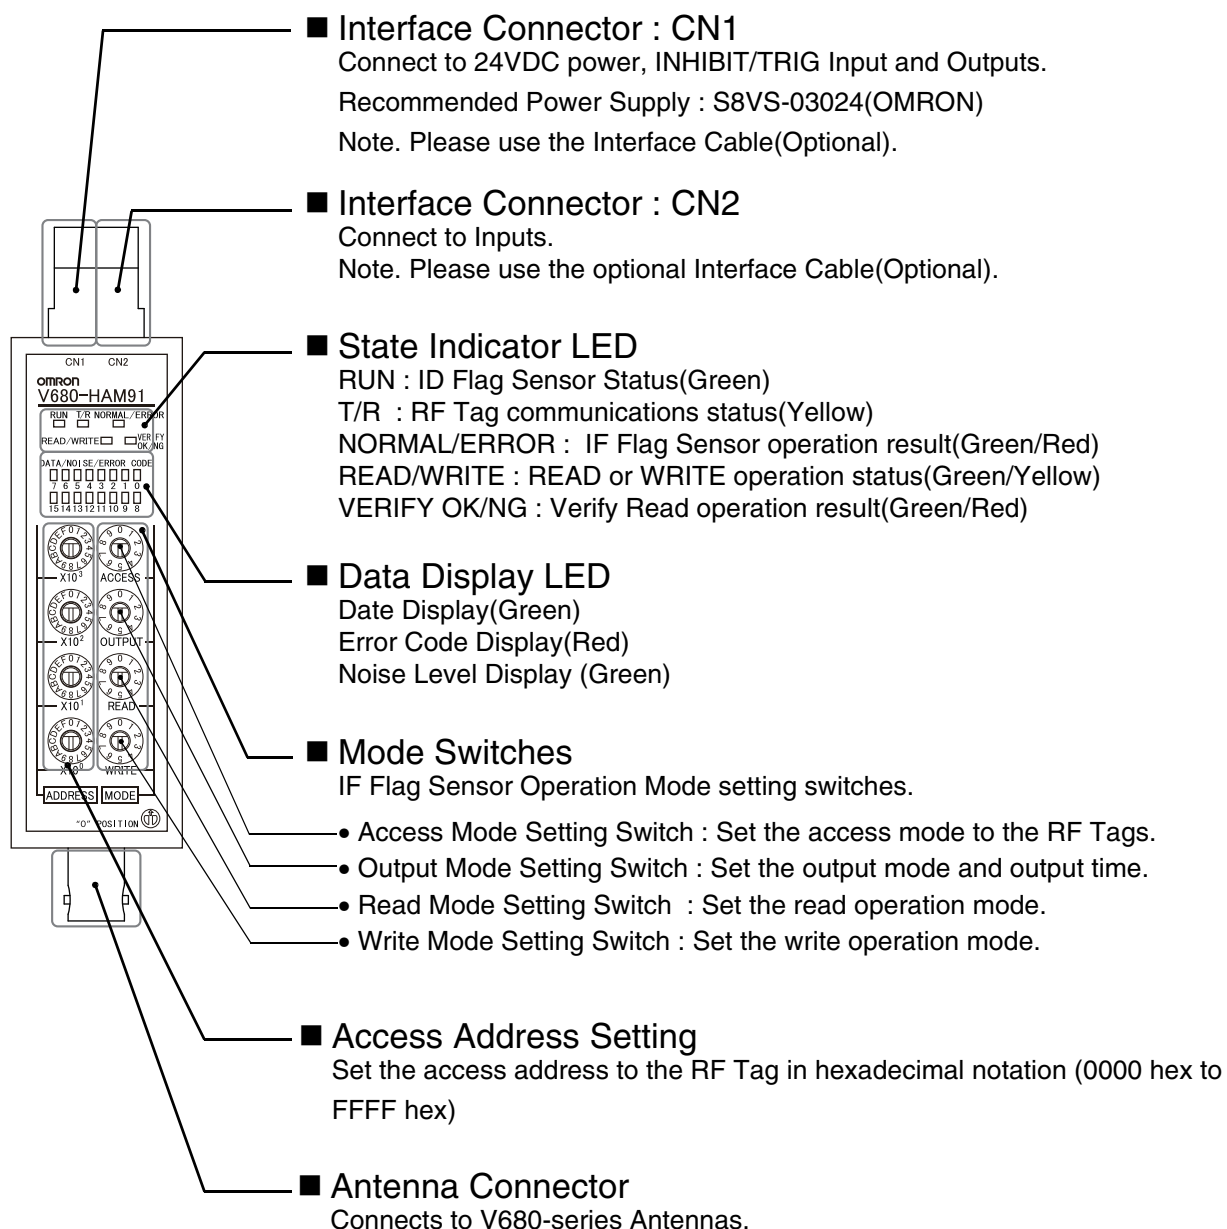 ■ Interface Connector : CN1
Connect to 24VDC power, INHIBIT/TRIG Input and Outputs.
Recommended Power Supply : S8VS-03024(OMRON)
Note. Please use the Interface Cable(Optional).
■ Interface Connector : CN2
Connect to Inputs.
Note. Please use the optional Interface Cable(Optional).
■ State Indicator LED
RUN : ID Flag Sensor Status(Green)
T/R : RF Tag communications status(Yellow)
NORMAL/ERROR : IF Flag Sensor operation result(Green/Red)
READ/WRITE : READ or WRITE operation status(Green/Yellow)
VERIFY OK/NG : Verify Read operation result(Green/Red)
■ Data Display LED
Date Display(Green)
Error Code Display(Red)
Noise Level Display (Green)
■ Mode Switches
IF Flag Sensor Operation Mode setting switches.
• Access Mode Setting Switch : Set the access mode to the RF Tags.
• Output Mode Setting Switch : Set the output mode and output time.
• Read Mode Setting Switch : Set the read operation mode.
• Write Mode Setting Switch : Set the write operation mode.
■ Access Address Setting
Set the access address to the RF Tag in hexadecimal notation (0000 hex to
FFFF hex)
■ Antenna Connector
Connects to V680-series Antennas.
CN1 CN2
OMRON
V680-HAM91
RUN T/R NORMAL/ERROR
READ/WRITE VERIFY
OK/NG
DATA/NOISE/ERROR CODE
7 6 5 4 3 2 1 0
15 14 13 12 11 10 9 8
X10³ ACCESS
X10² OUTPUT
X10¹ READ
X10⁰ WRITE
ADDRESS MODE
"0" POSITION